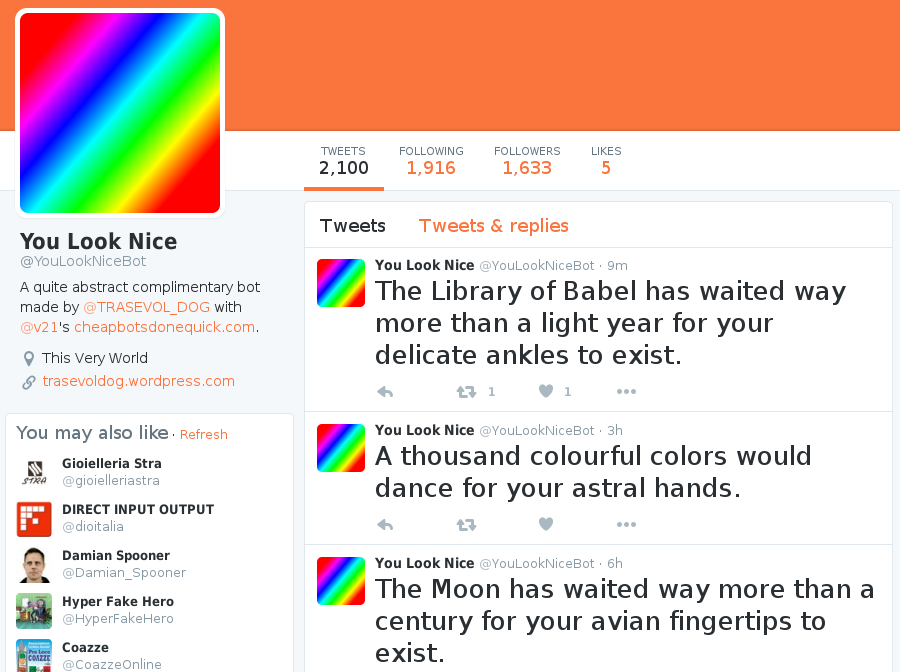 TWEETS
2,100
FOLLOWING
1,916
FOLLOWERS
1,633
LIKES
5
You Look Nice
@YouLookNiceBot
A quite abstract complimentary bot
made by @TRASEVOL_DOG with
@v21's cheapbotsdonequick.com.
This Very World
trasevoldog.wordpress.com
You may also like · Refresh
Gioielleria Stra
@gioielleriastra
STRA
DIRECT INPUT OUTPUT
@dioitalia
Damian Spooner
@Damian_Spooner
Hyper Fake Hero
@HyperFakeHero
Coazze
@CoazzeOnline
COAZZE
Tweets
Tweets & replies
You Look Nice @YouLookNiceBot · 9m
The Library of Babel has waited way
more than a light year for your
delicate ankles to exist.
1
1
You Look Nice @YouLookNiceBot · 3h
A thousand colourful colors would
dance for your astral hands.
You Look Nice @YouLookNiceBot · 6h
The Moon has waited way more than a
century for your avian fingertips to
exist.